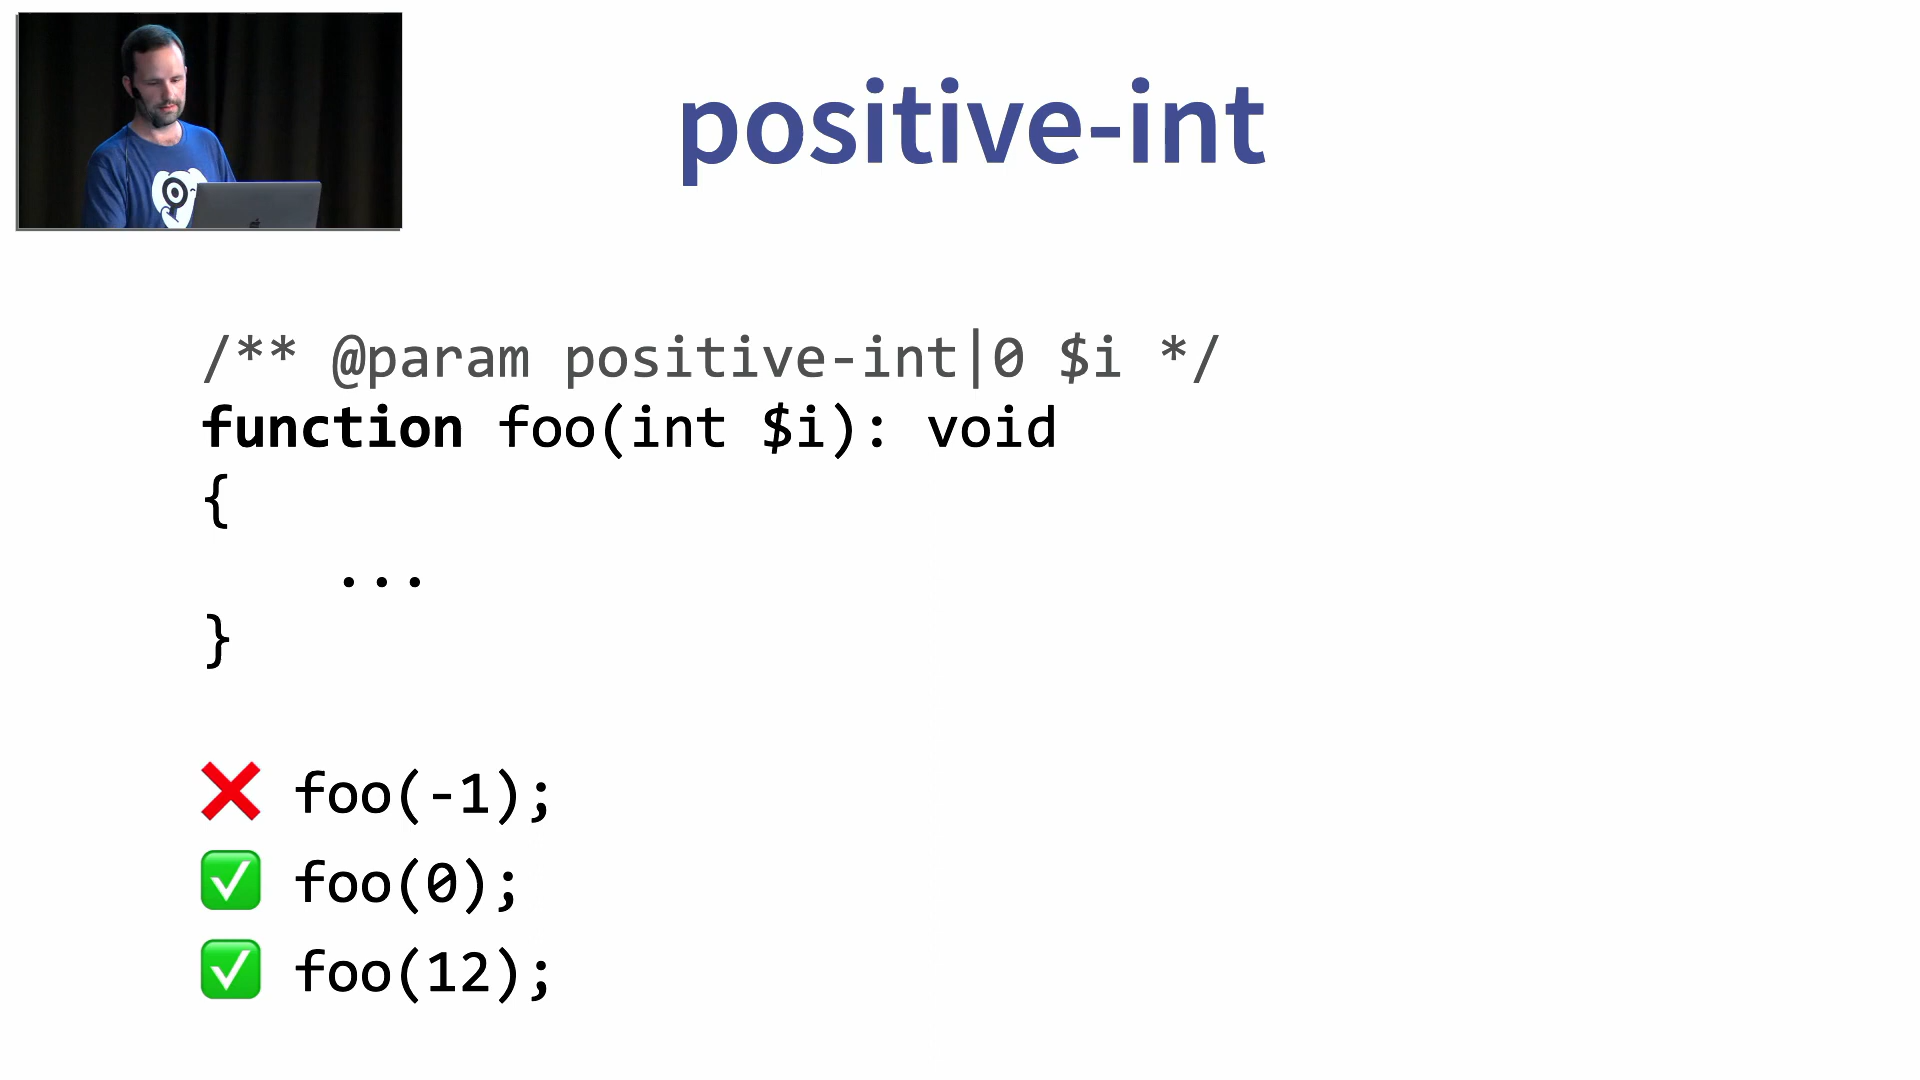 positive-int
/** @param positive-int|0 $i */
function foo(int $i): void
{
    ...
}
❌ foo(-1);
✅ foo(0);
✅ foo(12);